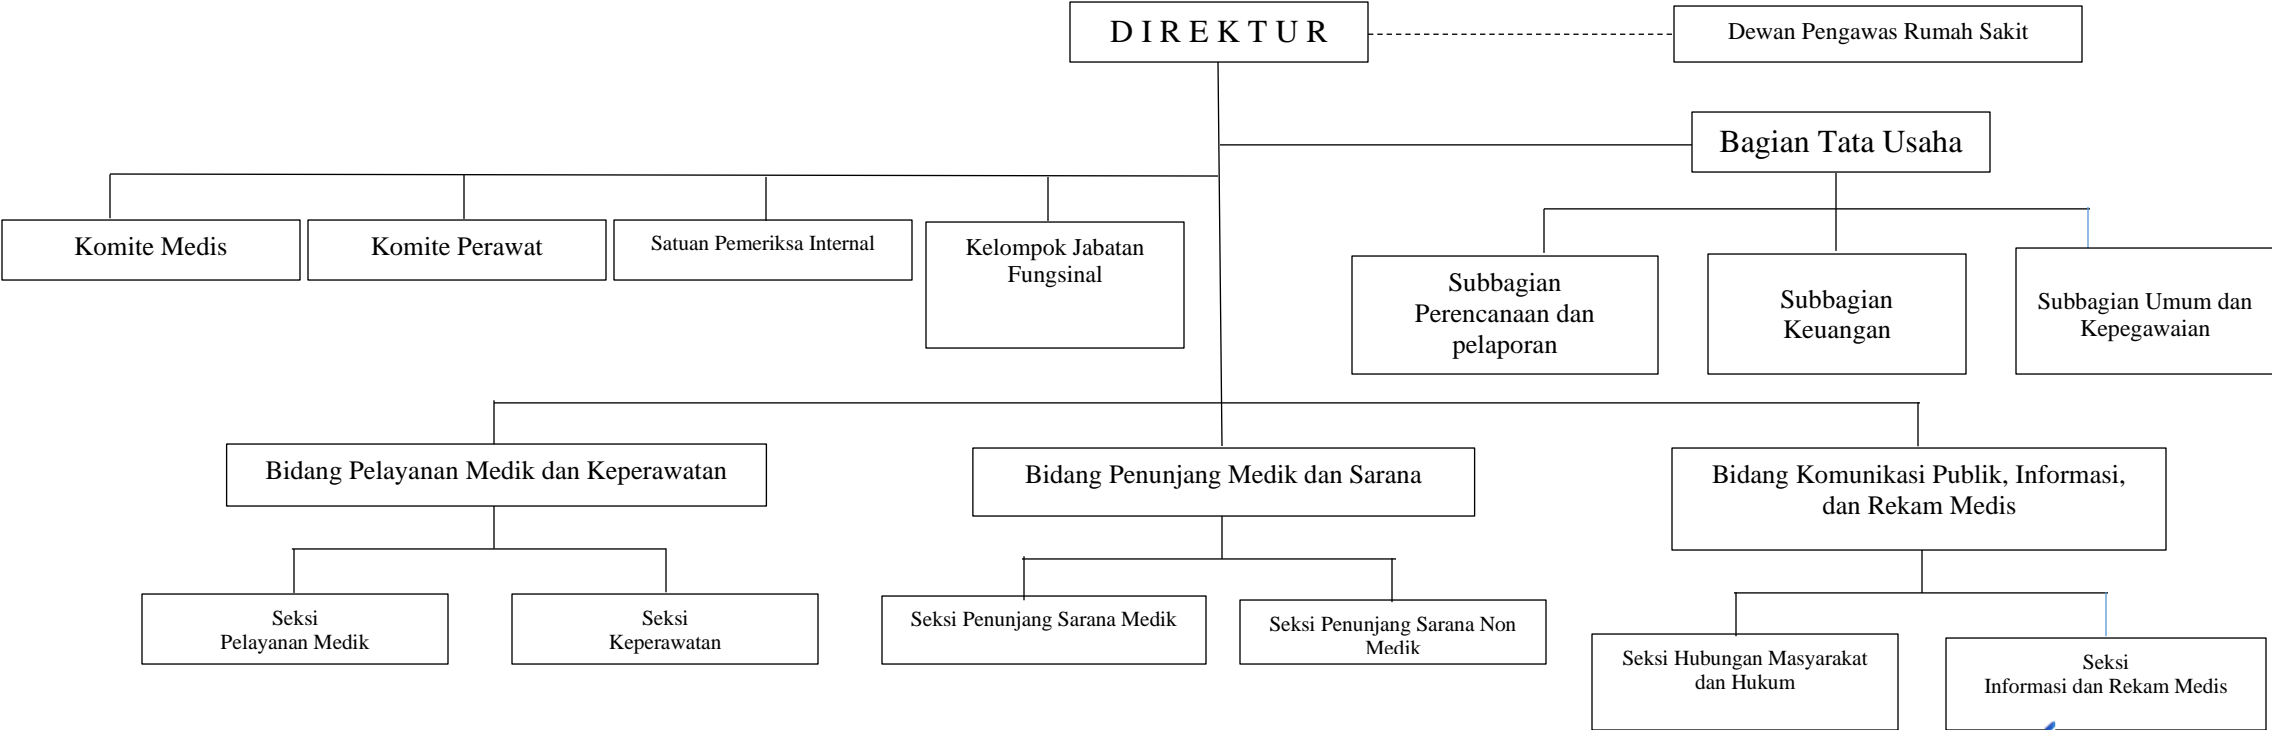 D I R E K T U R
Dewan Pengawas Rumah Sakit
Bagian Tata Usaha
Komite Medis
Komite Perawat
Satuan Pemeriksa Internal
Kelompok Jabatan
Fungsinal
Subbagian
Perencanaan dan
pelaporan
Subbagian
Keuangan
Subbagian Umum dan
Kepegawaian
Bidang Pelayanan Medik dan Keperawatan
Bidang Penunjang Medik dan Sarana
Bidang Komunikasi Publik, Informasi,
dan Rekam Medis
Seksi
Pelayanan Medik
Seksi
Keperawatan
Seksi Penunjang Sarana Medik
Seksi Penunjang Sarana Non
Medik
Seksi Hubungan Masyarakat
dan Hukum
Seksi
Informasi dan Rekam Medis